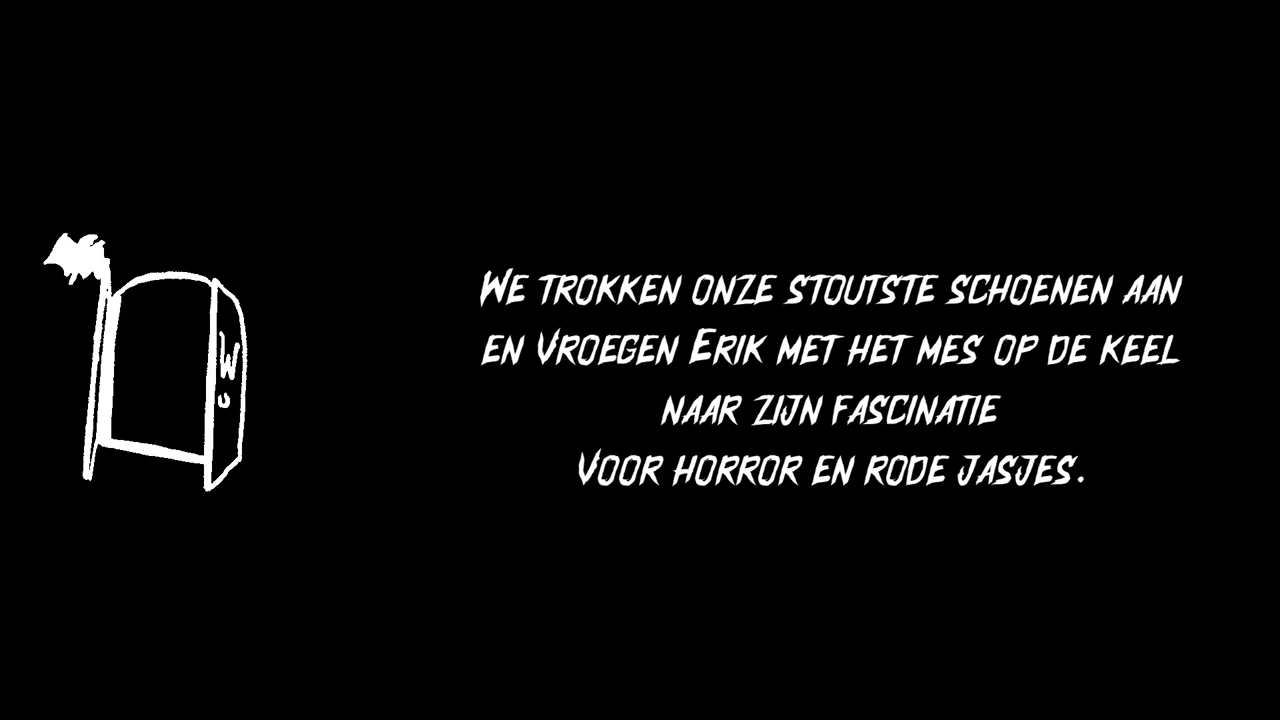 W
We trokken onze stoutste schoenen aan
en vroegen Erik met het mes op de keel
naar zijn fascinatie
voor horror en rode jasjes.